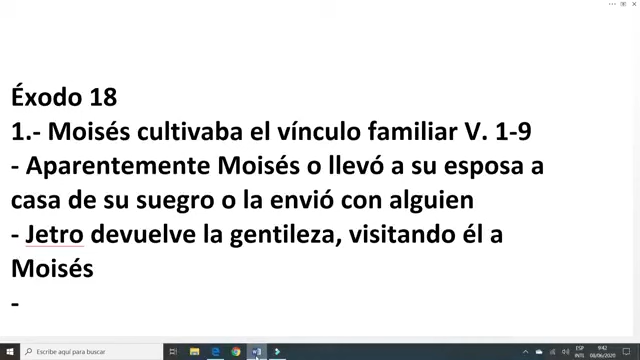 Éxodo 18
1.- Moisés cultivaba el vínculo familiar V. 1-9
- Aparentemente Moisés o llevó a su esposa a
casa de su suegro o la envió con alguien
- Jetro devuelve la gentileza, visitando él a
Moisés
-
Escribe aquí para buscar
ESP
INTL
9:42
08/06/2020